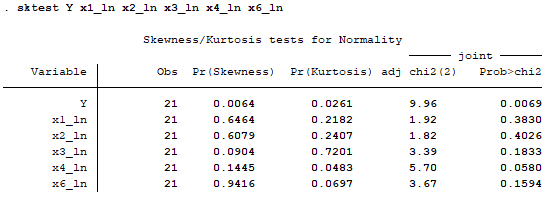 . sktest Y x1_ln x2_ln x3_ln x4_ln x6_ln
Skewness/Kurtosis tests for Normality
joint
Variable Obs Pr(Skewness) Pr(Kurtosis) adj chi2(2) Prob>chi2
Y 21 0.0064 0.0261 9.96 0.0069
x1_ln 21 0.6464 0.2182 1.92 0.3830
x2_ln 21 0.6079 0.2407 1.82 0.4026
x3_ln 21 0.0904 0.7201 3.39 0.1833
x4_ln 21 0.1445 0.0483 5.70 0.0580
x6_ln 21 0.9416 0.0697 3.67 0.1594